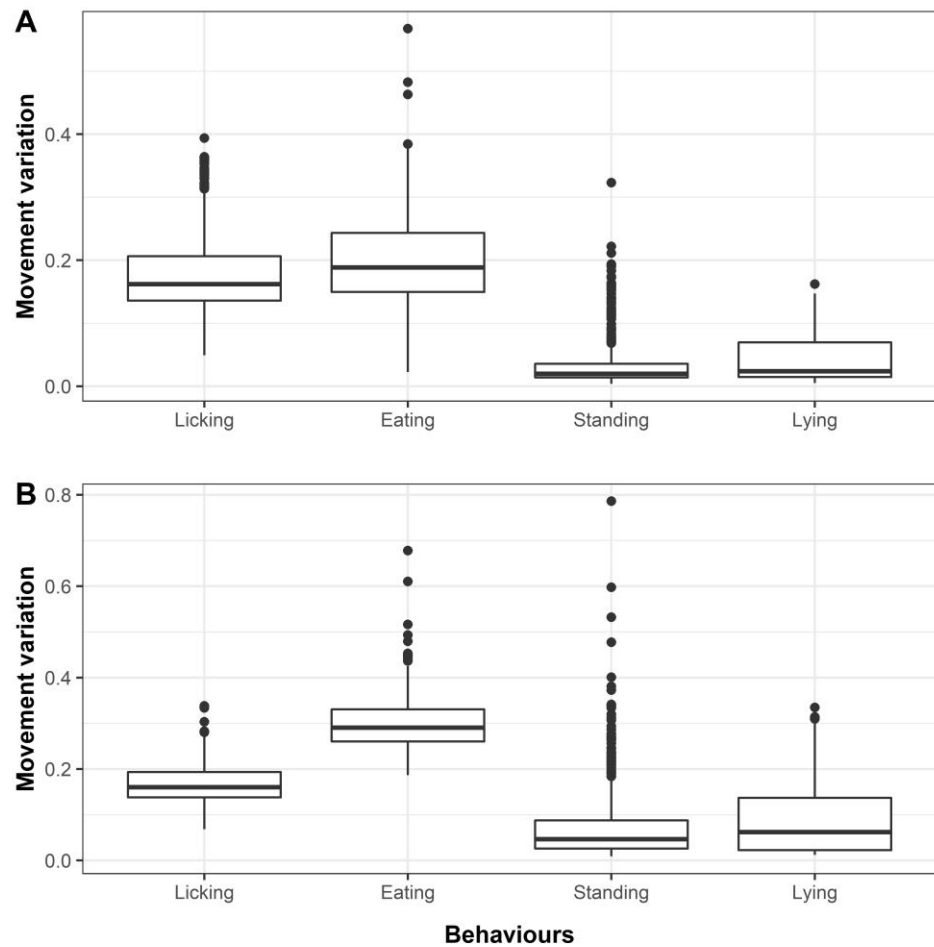 A
Movement variation
0.4
0.2
0.0
Licking Eating Standing Lying
B
Movement variation
0.8
0.6
0.4
0.2
0.0
Licking Eating Standing Lying
Behaviours